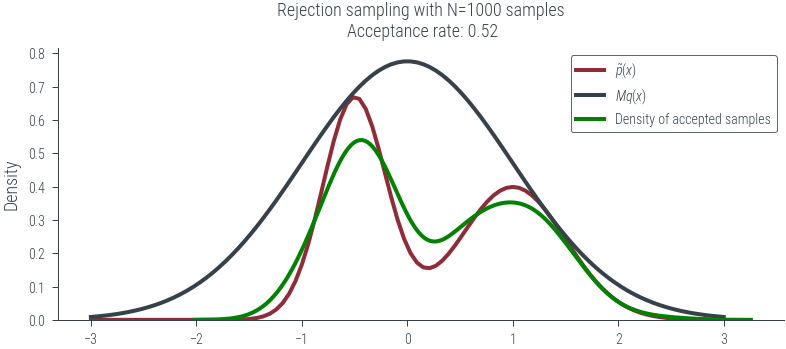 Rejection sampling with N=1000 samples
Acceptance rate: 0.52
Density
0.8
0.7
0.6
0.5
0.4
0.3
0.2
0.1
0.0
−3
−2
−1
0
1
2
3
p̃(x)
Mq(x)
Density of accepted samples